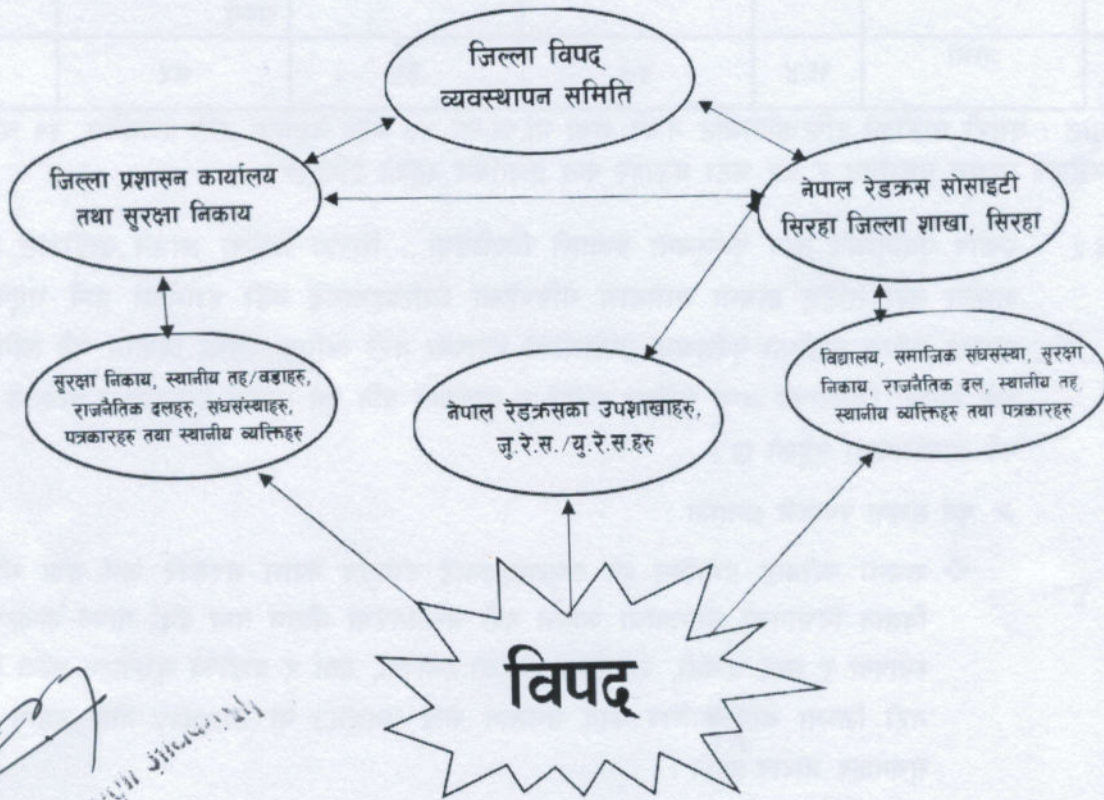 जिल्ला विपद्
व्यवस्थापन समिति
जिल्ला प्रशासन कार्यालय
तथा सुरक्षा निकाय
नेपाल रेडक्रस सोसाइटी
सिरहा जिल्ला शाखा, सिरहा
सुरक्षा निकाय, स्थानीय तह/वडाहरु,
राजनैतिक दलहरु, संघसंस्थाहरु,
पत्रकारहरु तथा स्थानीय व्यक्तिहरु
नेपाल रेडक्रसका उपशाखाहरु,
जु.रे.स./यु.रे.स.हरु
विद्यालय, समाजिक संघसंस्था, सुरक्षा
निकाय, राजनैतिक दल, स्थानीय तह,
स्थानीय व्यक्तिहरु तथा पत्रकारहरु
विपद्